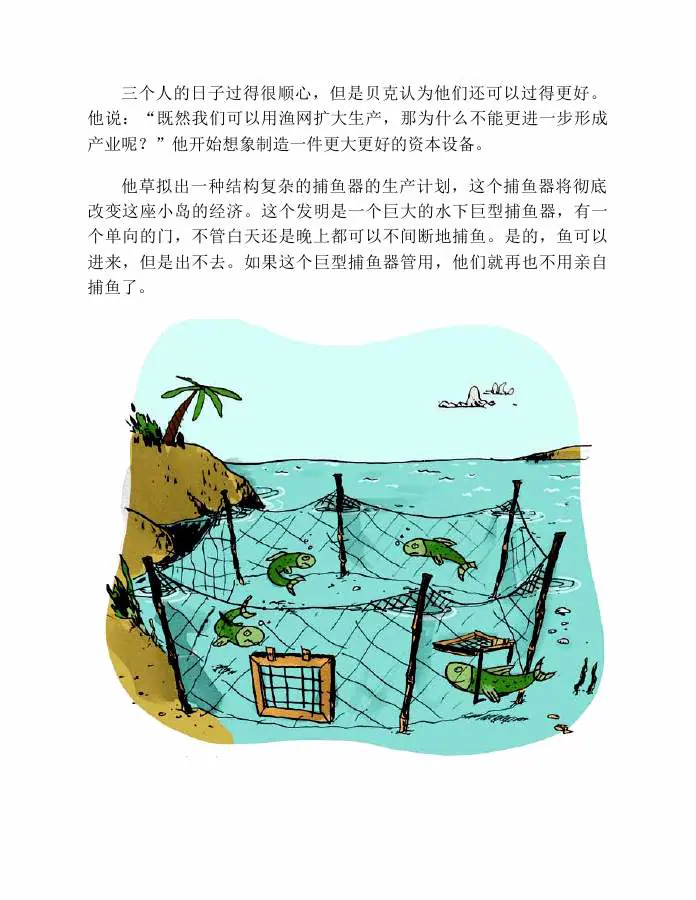 三个人的日子过得很顺心，但是贝克认为他们还可以过得更好。
他说：“既然我们可以用渔网扩大生产，那为什么不能更进一步形成
产业呢？”他开始想象制造一件更大更好的资本设备。
他草拟出一种结构复杂的捕鱼器的生产计划，这个捕鱼器将彻底
改变这座小岛的经济。这个发明是一个巨大的水下巨型捕鱼器，有一
个单向的门，不管白天还是晚上都可以不间断地捕鱼。是的，鱼可以
进来，但是出不去。如果这个巨型捕鱼器管用，他们就再也不用亲自
捕鱼了。